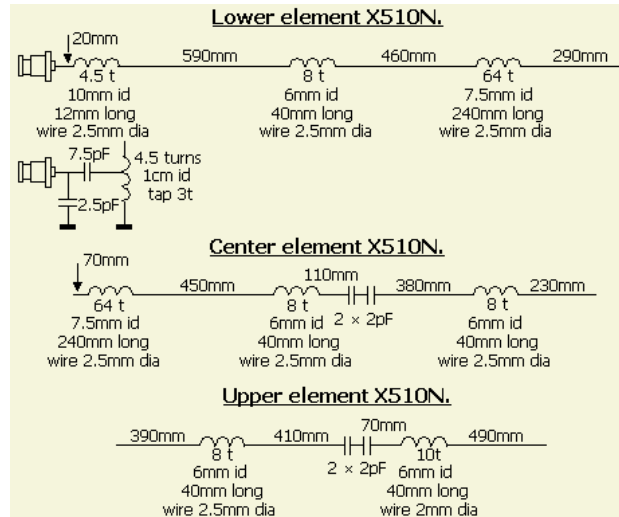 Lower element X510N.
20mm
590mm
460mm
290mm
4.5 t
8 t
64 t
10mm id
6mm id
7.5mm id
12mm long
40mm long
240mm long
wire 2.5mm dia
wire 2.5mm dia
wire 2.5mm dia
7.5pF
4.5 turns
1cm id
tap 3t
2.5pF
Center element X510N.
70mm
450mm
110mm
380mm
230mm
64 t
8 t
2 × 2pF
8 t
7.5mm id
6mm id
6mm id
240mm long
40mm long
40mm long
wire 2.5mm dia
wire 2.5mm dia
wire 2.5mm dia
Upper element X510N.
390mm
410mm
70mm
490mm
8 t
2 × 2pF
10t
6mm id
6mm id
40mm long
40mm long
wire 2.5mm dia
wire 2mm dia